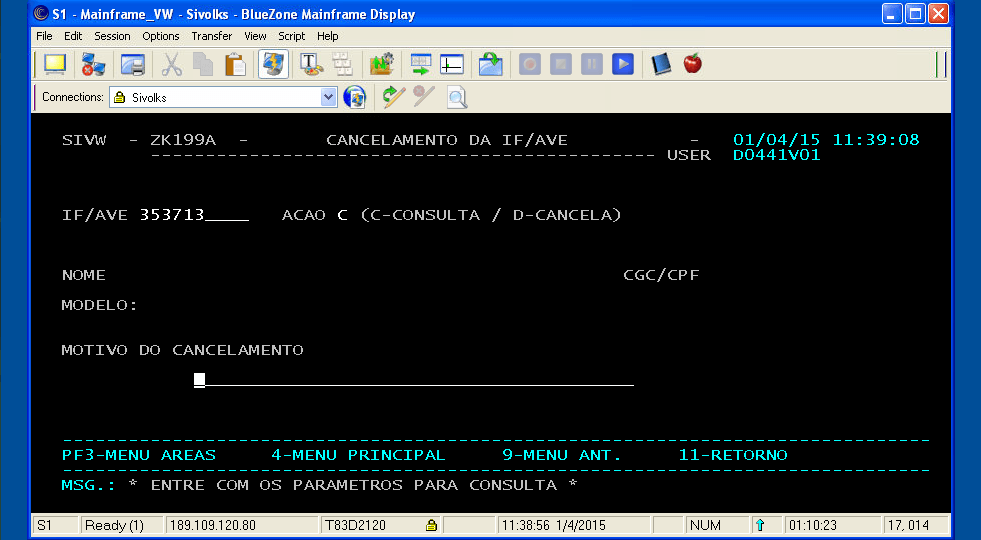 S1 - Mainframe_VW - Sivolks - BlueZone Mainframe Display
File Edit Session Options Transfer View Script Help
Connections: Sivolks
SIVW - ZK199A - CANCELAMENTO DA IF/AVE - 01/04/15 11:39:08
---------------------------------------------- USER D0441V01
IF/AVE 353713____ ACAO C (C-CONSULTA / D-CANCELA)
NOME CGC/CPF
MODELO:
MOTIVO DO CANCELAMENTO
-------------------------------------------------------------------------------
PF3-MENU AREAS 4-MENU PRINCIPAL 9-MENU ANT. 11-RETORNO
-------------------------------------------------------------------------------
MSG.: * ENTRE COM OS PARAMETROS PARA CONSULTA *
S1 Ready (1) 189.109.120.80 T83D2120 11:38:56 1/4/2015 NUM 01:10:23 17, 014